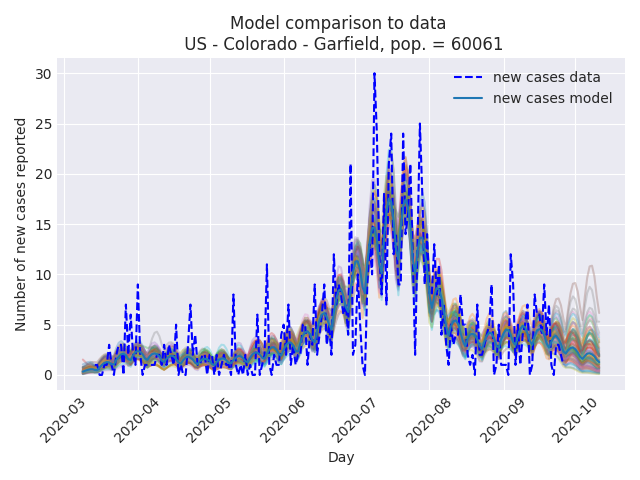 Model comparison to data
US - Colorado - Garfield, pop. = 60061
Number of new cases reported
30
25
20
15
10
5
0
new cases data
new cases model
2020-03
2020-04
2020-05
2020-06
2020-07
2020-08
2020-09
2020-10
Day